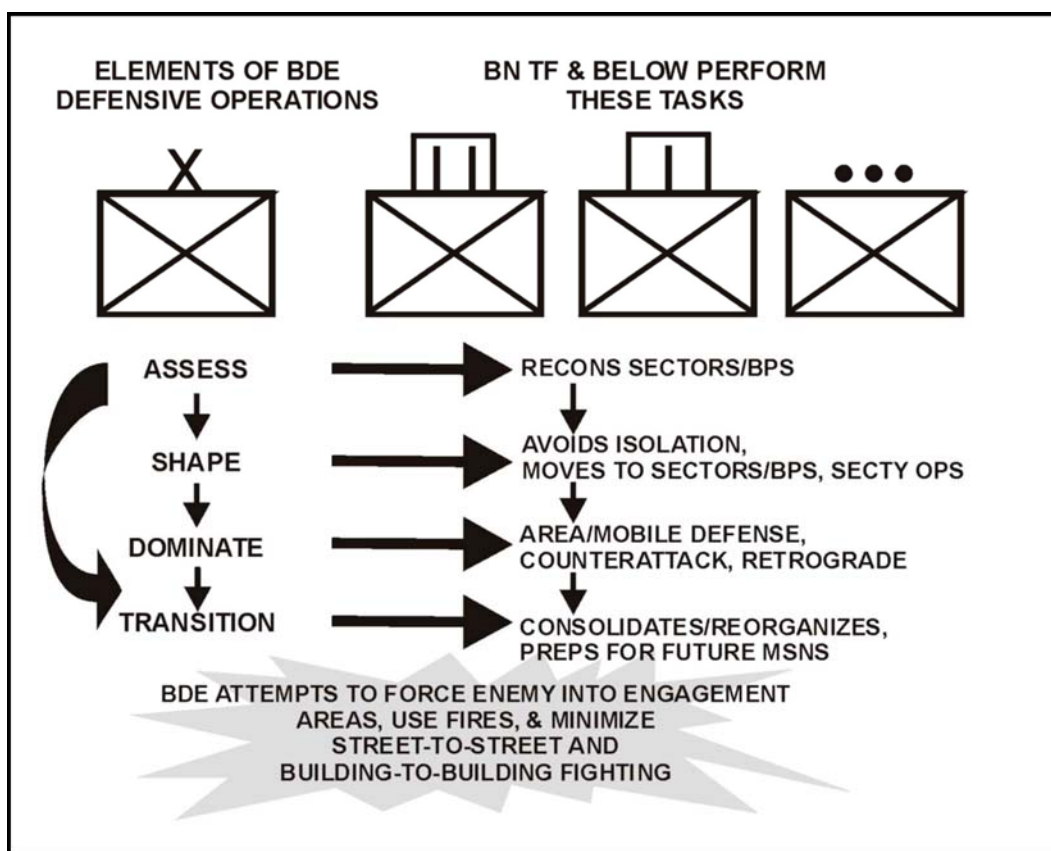 ELEMENTS OF BDE
DEFENSIVE OPERATIONS
BN TF & BELOW PERFORM
THESE TASKS
X
ASSESS
RECONS SECTORS/BPS
SHAPE
AVOIDS ISOLATION,
MOVES TO SECTORS/BPS, SECTY OPS
DOMINATE
AREA/MOBILE DEFENSE,
COUNTERATTACK, RETROGRADE
TRANSITION
CONSOLIDATES/REORGANIZES,
PREPS FOR FUTURE MSNS
BDE ATTEMPTS TO FORCE ENEMY INTO ENGAGEMENT
AREAS, USE FIRES, & MINIMIZE
STREET-TO-STREET AND
BUILDING-TO-BUILDING FIGHTING